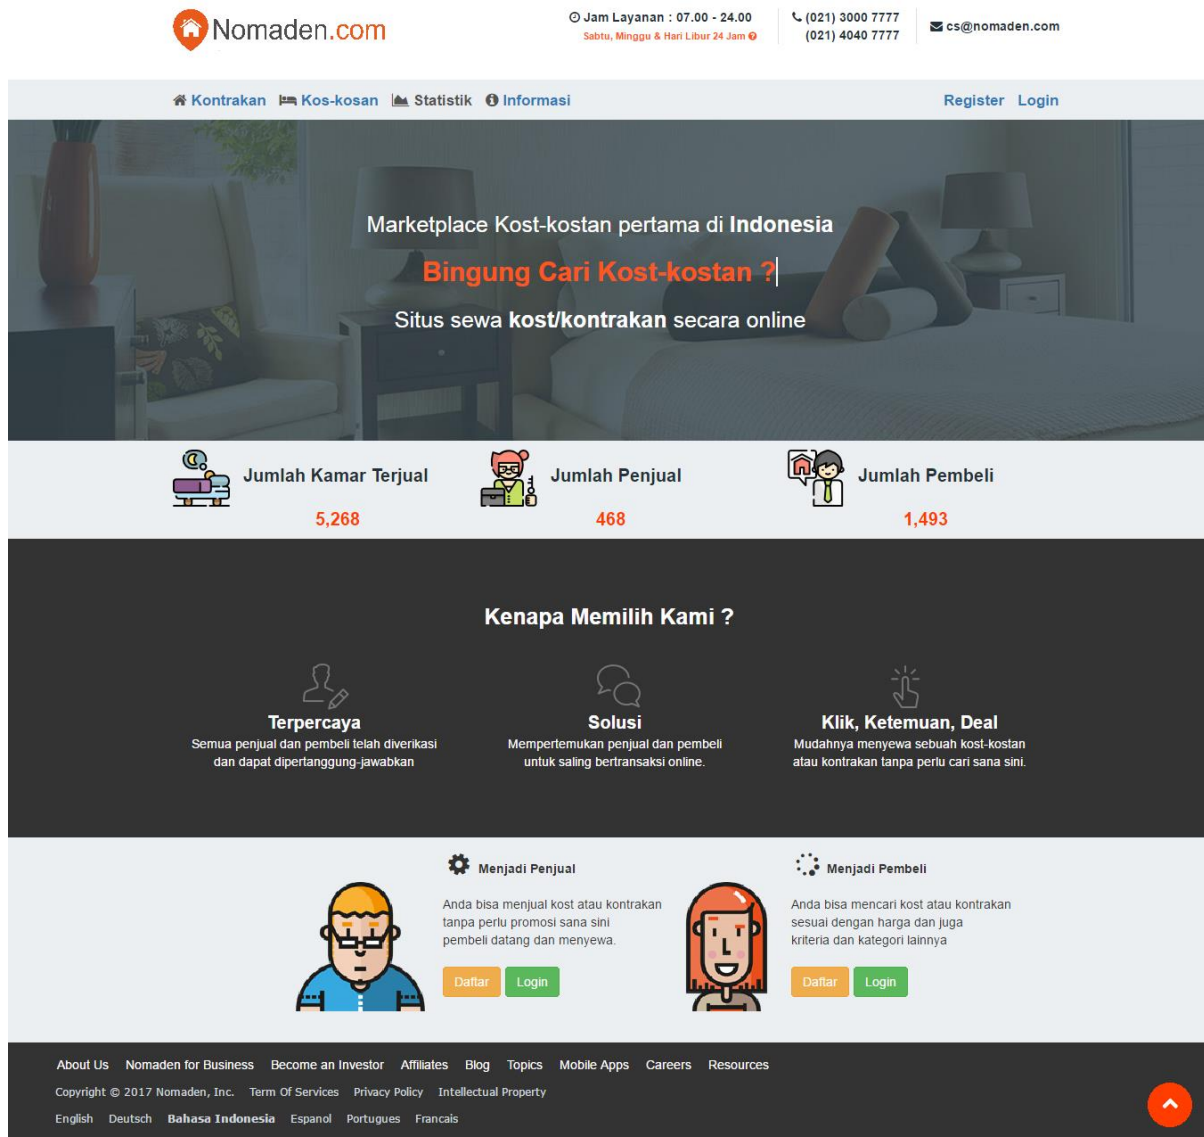 Nomaden.com
Jam Layanan : 07.00 - 24.00
Sabtu, Minggu & Hari Libur 24 Jam
(021) 3000 7777
(021) 4040 7777
cs@nomaden.com
Kontrakan Kos-kosan Statistik Informasi Register Login
Marketplace Kost-kostan pertama di Indonesia
Bingung Cari Kost-kostan ?
Situs sewa kost/kontrakan secara online
Jumlah Kamar Terjual
5,268
Jumlah Penjual
468
Jumlah Pembeli
1,493
Kenapa Memilih Kami ?
Terpercaya
Semua penjual dan pembeli telah diverikasi
dan dapat dipertanggung-jawabkan
Solusi
Mempertemukan penjual dan pembeli
untuk saling bertransaksi online.
Klik, Ketemuan, Deal
Mudahnya menyewa sebuah kost-kostan
atau kontrakan tanpa perlu cari sana sini.
Menjadi Penjual
Anda bisa menjual kost atau kontrakan
tanpa perlu promosi sana sini
pembeli datang dan menyewa.
Daftar Login
Menjadi Pembeli
Anda bisa mencari kost atau kontrakan
sesuai dengan harga dan juga
kriteria dan kategori lainnya
Daftar Login
About Us Nomaden for Business Become an Investor Affiliates Blog Topics Mobile Apps Careers Resources
Copyright © 2017 Nomaden, Inc. Term Of Services Privacy Policy Intellectual Property
English Deutsch Bahasa Indonesia Espanol Portugues Francais